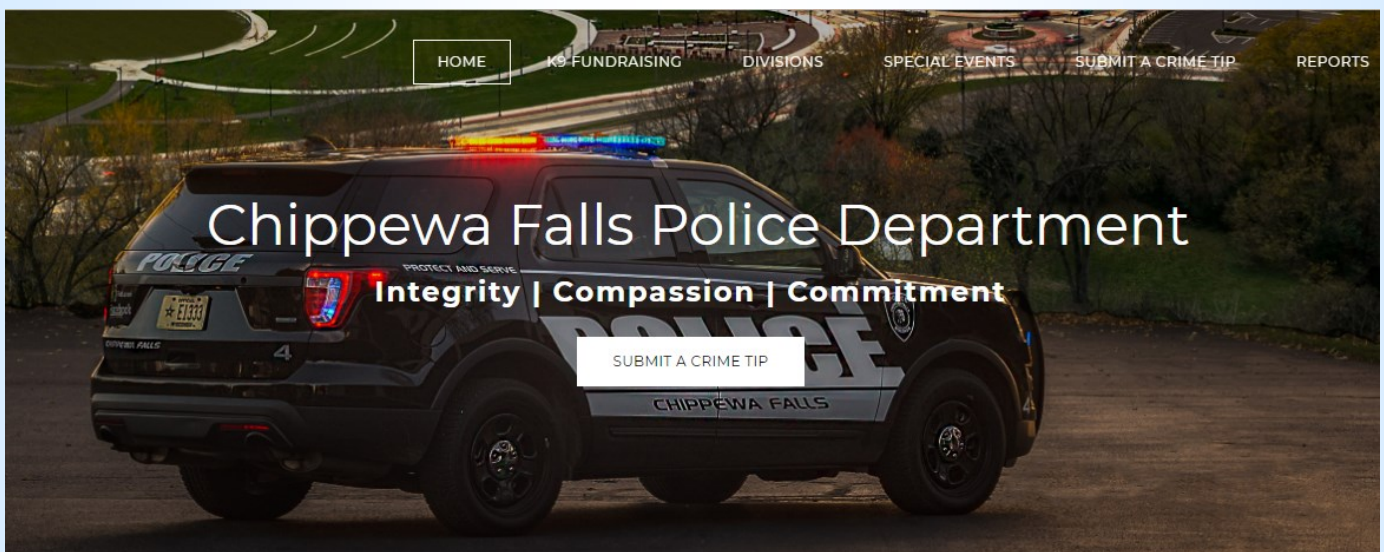 HOME K9 FUNDRAISING DIVISIONS SPECIAL EVENTS SUBMIT A CRIME TIP REPORTS
Chippewa Falls Police Department
POLICE
PROTECT AND SERVE
Integrity | Compassion | Commitment
E1333
POLICE
CHIPPEWA FALLS
4
SUBMIT A CRIME TIP
CHIPPEWA FALLS